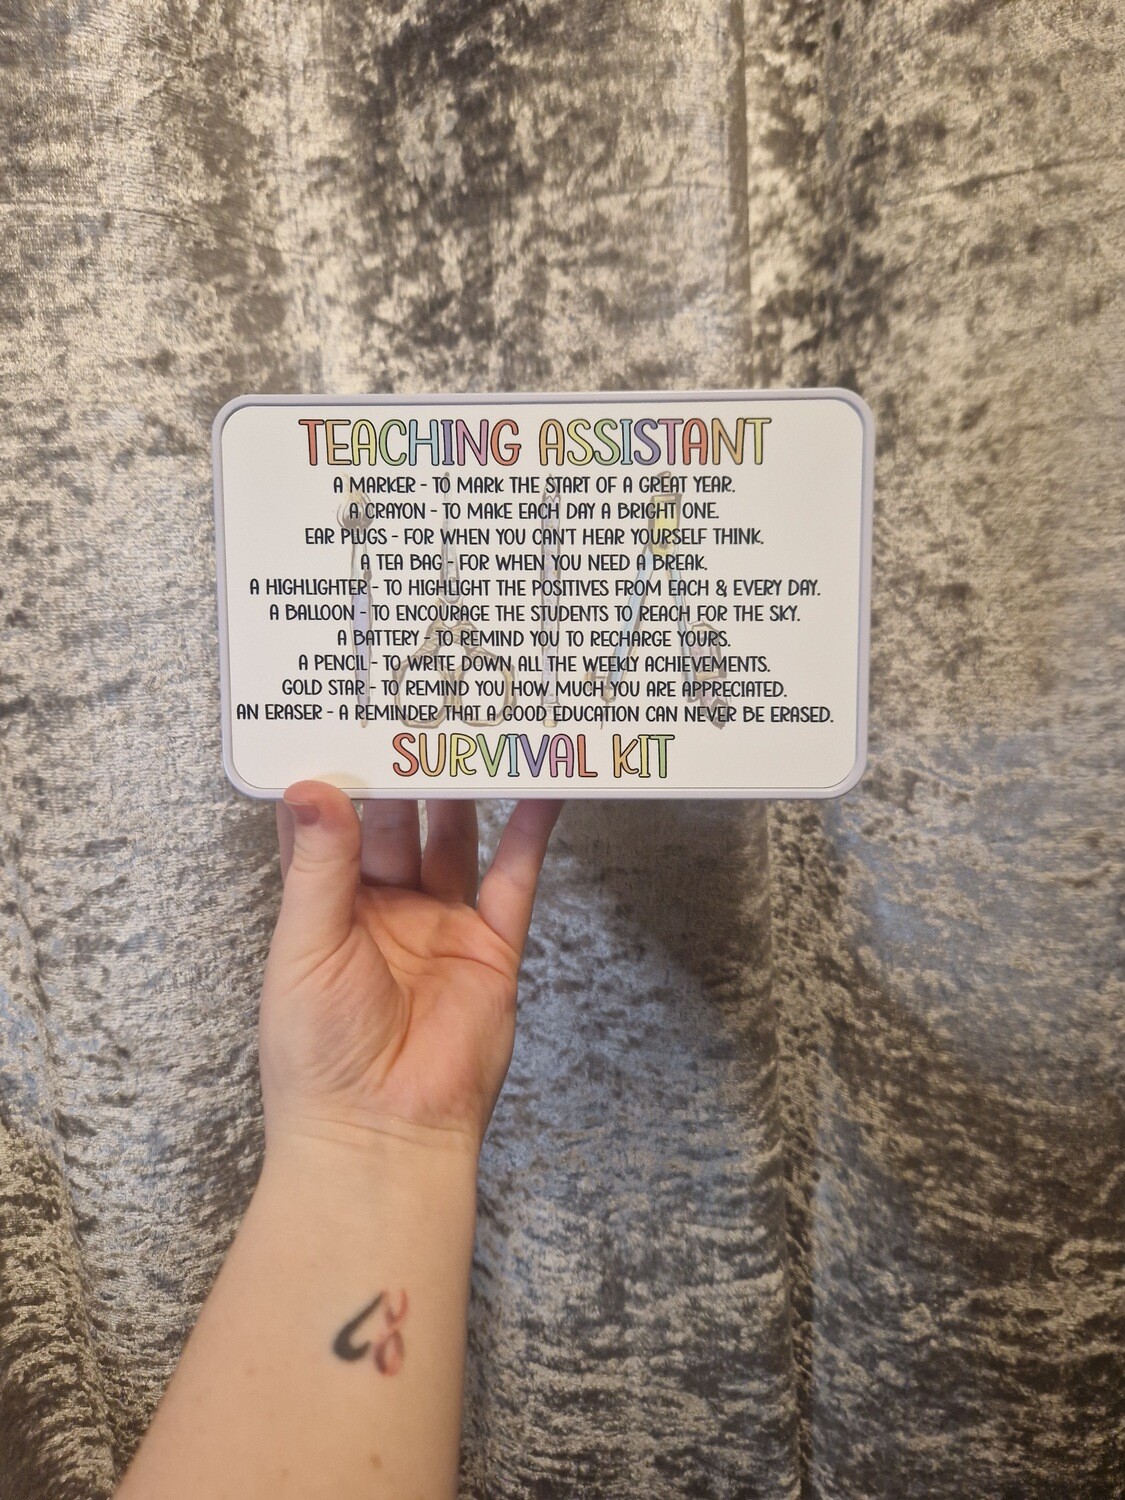 TEACHING ASSISTANT
A MARKER - TO MARK THE START OF A GREAT YEAR.
A CRAYON - TO MAKE EACH DAY A BRIGHT ONE.
EAR PLUGS - FOR WHEN YOU CAN'T HEAR YOURSELF THINK.
A TEA BAG - FOR WHEN YOU NEED A BREAK.
A HIGHLIGHTER - TO HIGHLIGHT THE POSITIVES FROM EACH & EVERY DAY.
A BALLOON - TO ENCOURAGE THE STUDENTS TO REACH FOR THE SKY.
A BATTERY - TO REMIND YOU TO RECHARGE YOURS.
A PENCIL - TO WRITE DOWN ALL THE WEEKLY ACHIEVEMENTS.
GOLD STAR - TO REMIND YOU HOW MUCH YOU ARE APPRECIATED.
AN ERASER - A REMINDER THAT A GOOD EDUCATION CAN NEVER BE ERASED.
SURVIVAL KIT